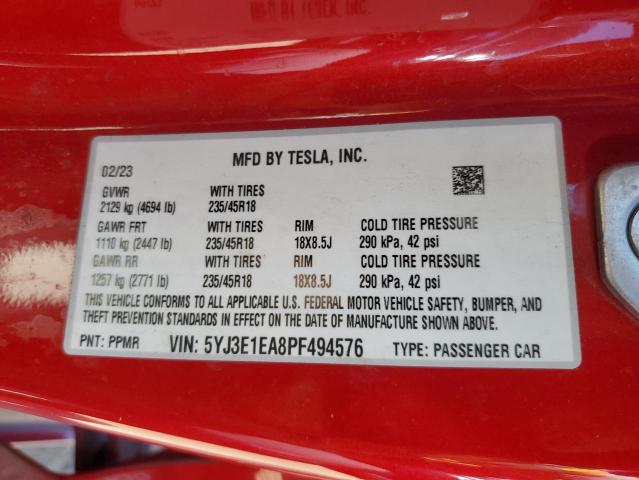 MFD BY TESLA, INC.
02/23
GVWR WITH TIRES
2129 kg (4694 lb) 235/45R18
GAWR FRT WITH TIRES RIM COLD TIRE PRESSURE
1110 kg (2447 lb) 235/45R18 18X8.5J 290 kPa, 42 psi
GAWR RR WITH TIRES RIM COLD TIRE PRESSURE
1257 kg (2771 lb) 235/45R18 18X8.5J 290 kPa, 42 psi
THIS VEHICLE CONFORMS TO ALL APPLICABLE U.S. FEDERAL MOTOR VEHICLE SAFETY, BUMPER, AND
THEFT PREVENTION STANDARDS IN EFFECT ON THE DATE OF MANUFACTURE SHOWN ABOVE.
PNT: PPMR VIN: 5YJ3E1EA8PF494576 TYPE: PASSENGER CAR